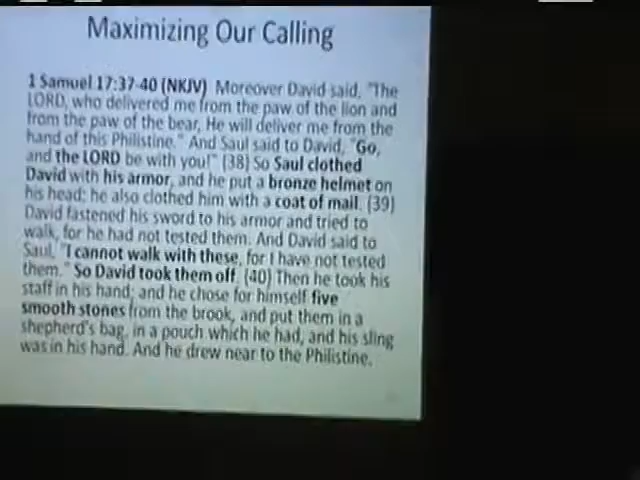 Maximizing Our Calling
1 Samuel 17:37-40 (NKJV) Moreover David said, "The
LORD, who delivered me from the paw of the lion and
from the paw of the bear, He will deliver me from the
hand of this Philistine." And Saul said to David, "Go,
and the LORD be with you!" (38) So Saul clothed
David with his armor, and he put a bronze helmet on
his head; he also clothed him with a coat of mail. (39)
David fastened his sword to his armor and tried to
walk, for he had not tested them. And David said to
Saul, "I cannot walk with these, for I have not tested
them." So David took them off. (40) Then he took his
staff in his hand; and he chose for himself five
smooth stones from the brook, and put them in a
shepherd's bag, in a pouch which he had, and his sling
was in his hand. And he drew near to the Philistine.